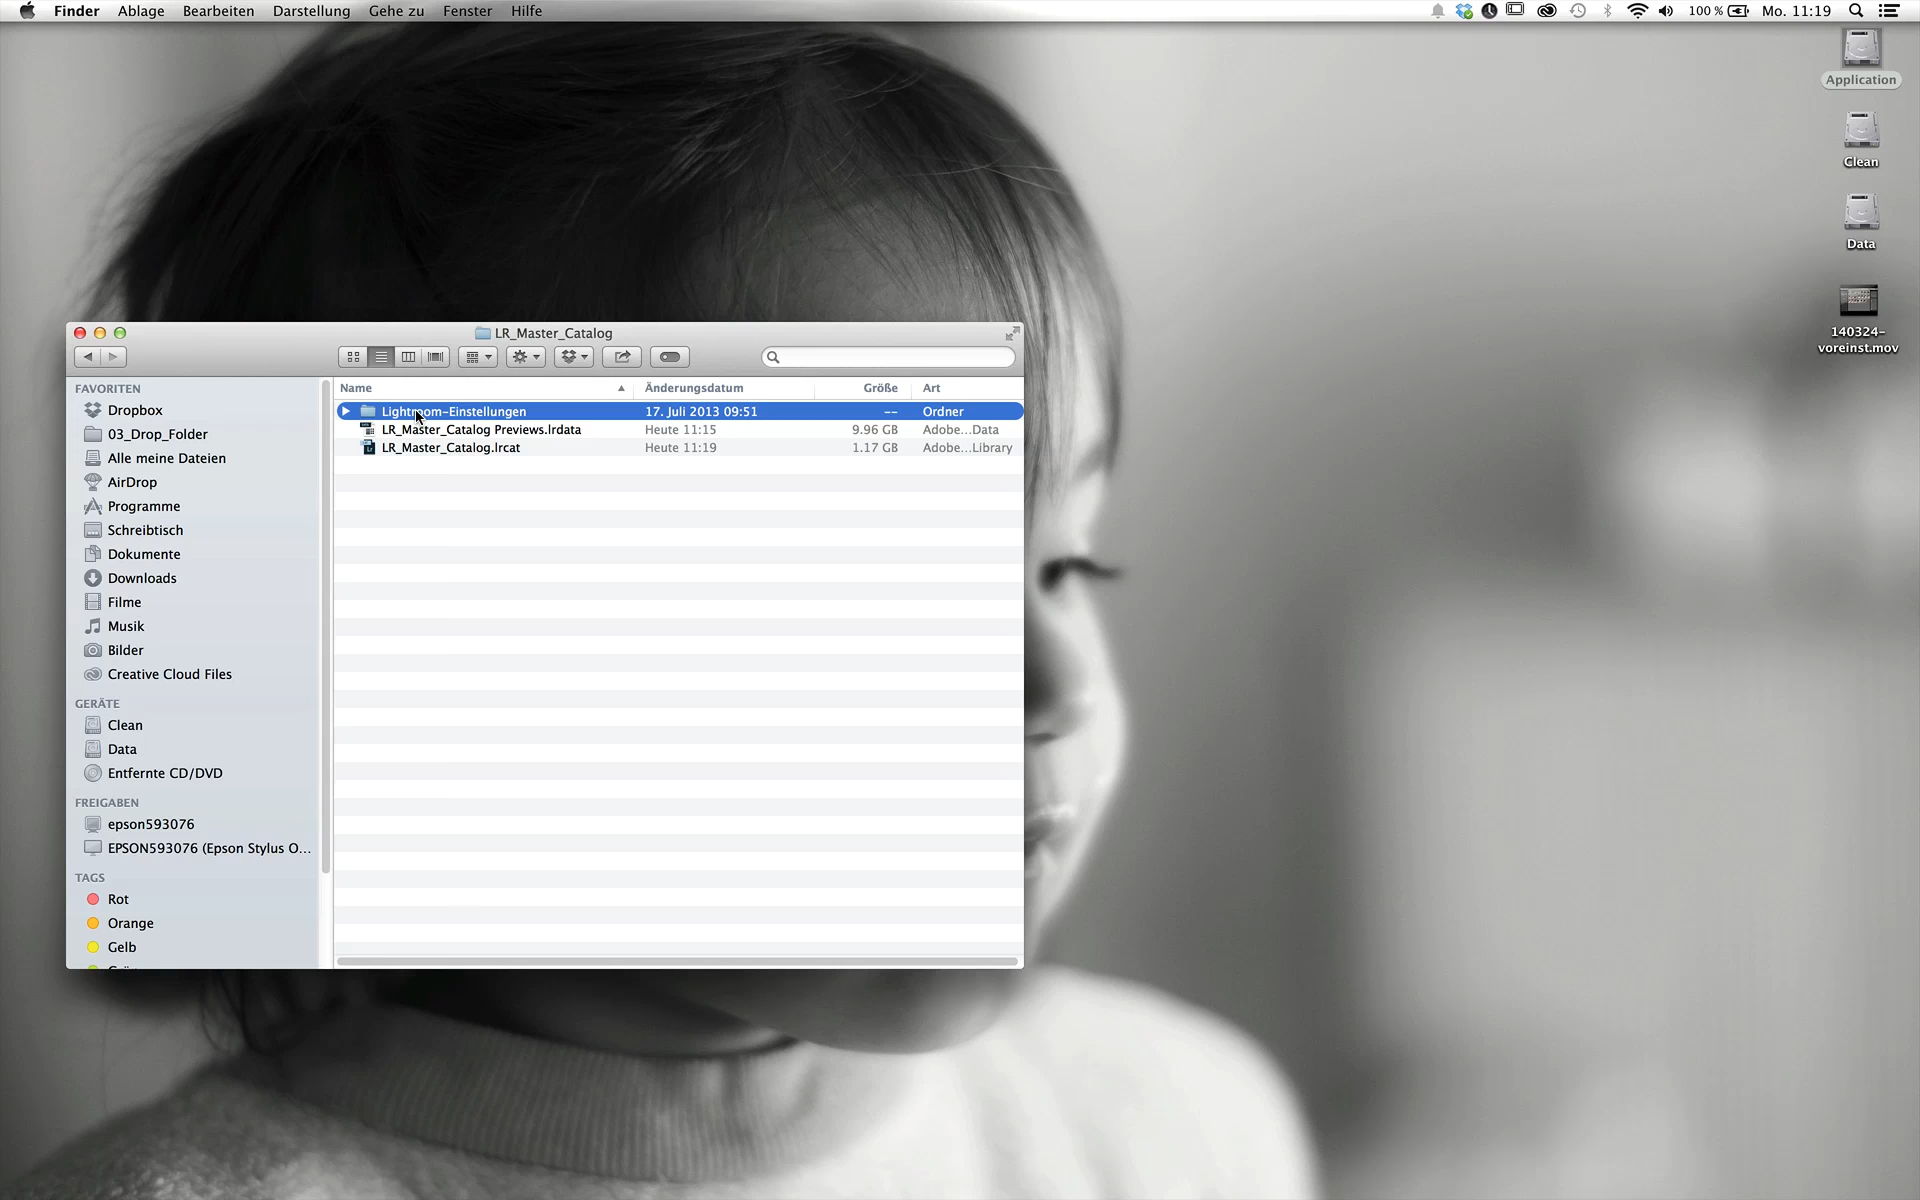 Finder Ablage Bearbeiten Darstellung Gehe zu Fenster Hilfe 100 % Mo. 11:19
Application
Clean
Data
140324-
voreinst.mov
LR_Master_Catalog
FAVORITEN
Dropbox
03_Drop_Folder
Alle meine Dateien
AirDrop
Programme
Schreibtisch
Dokumente
Downloads
Filme
Musik
Bilder
Creative Cloud Files
GERÄTE
Clean
Data
Entfernte CD/DVD
FREIGABEN
epson593076
EPSON593076 (Epson Stylus O...
TAGS
Rot
Orange
Gelb
Name Änderungsdatum Größe Art
Lightroom-Einstellungen 17. Juli 2013 09:51 -- Ordner
LR_Master_Catalog Previews.lrdata Heute 11:15 9.96 GB Adobe...Data
LR_Master_Catalog.lrcat Heute 11:19 1.17 GB Adobe...Library